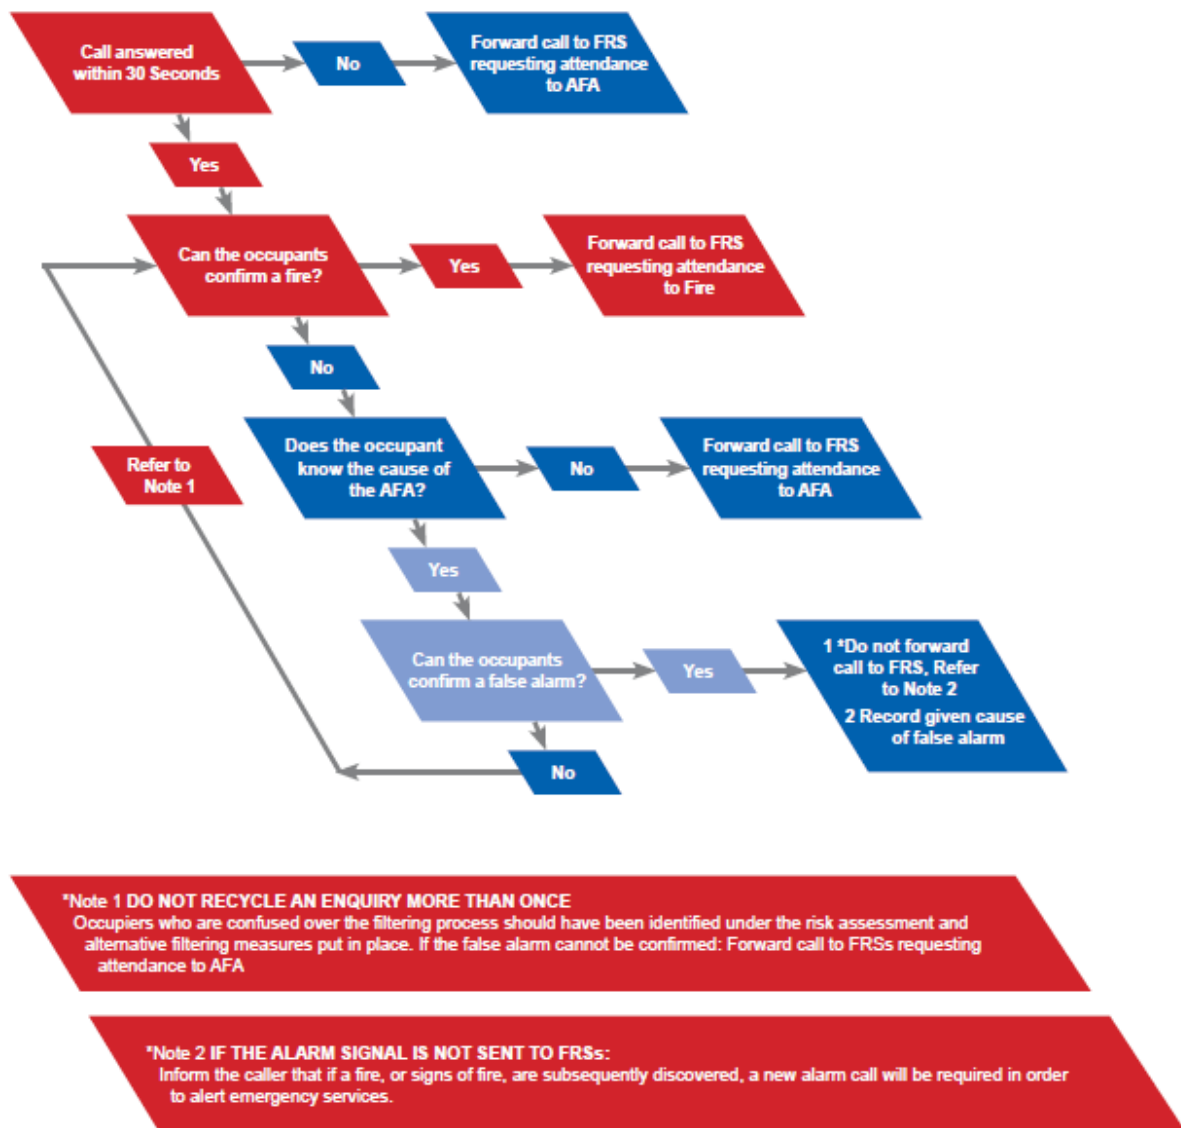 Call answered
within 30 Seconds
No
Forward call to FRS
requesting attendance
to AFA
Yes
Can the occupants
confirm a fire?
Yes
Forward call to FRS
requesting attendance
to Fire
No
Refer to
Note 1
Does the occupant
know the cause of
the AFA?
No
Forward call to FRS
requesting attendance
to AFA
Yes
Can the occupants
confirm a false alarm?
Yes
1 *Do not forward
call to FRS, Refer
to Note 2
2 Record given cause
of false alarm
No
*Note 1 DO NOT RECYCLE AN ENQUIRY MORE THAN ONCE
Occupiers who are confused over the filtering process should have been identified under the risk assessment and
alternative filtering measures put in place. If the false alarm cannot be confirmed: Forward call to FRSs requesting
attendance to AFA
*Note 2 IF THE ALARM SIGNAL IS NOT SENT TO FRSs:
Inform the caller that if a fire, or signs of fire, are subsequently discovered, a new alarm call will be required in order
to alert emergency services.